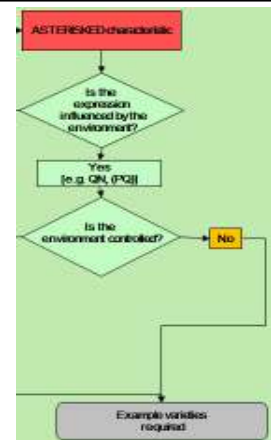 ASTERISKED characteristic
Is the
expression
influenced by the
environment?
Yes
[e.g. QN, (PQ)]
Is the
environment controlled?
No
Example varieties
required